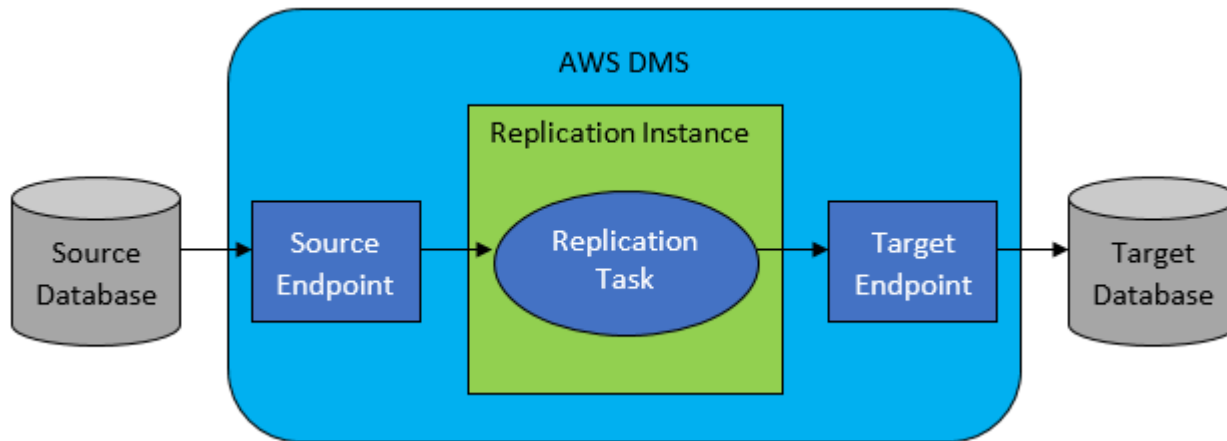 AWS DMS
Replication Instance
Source
Database
Source
Endpoint
Replication
Task
Target
Endpoint
Target
Database